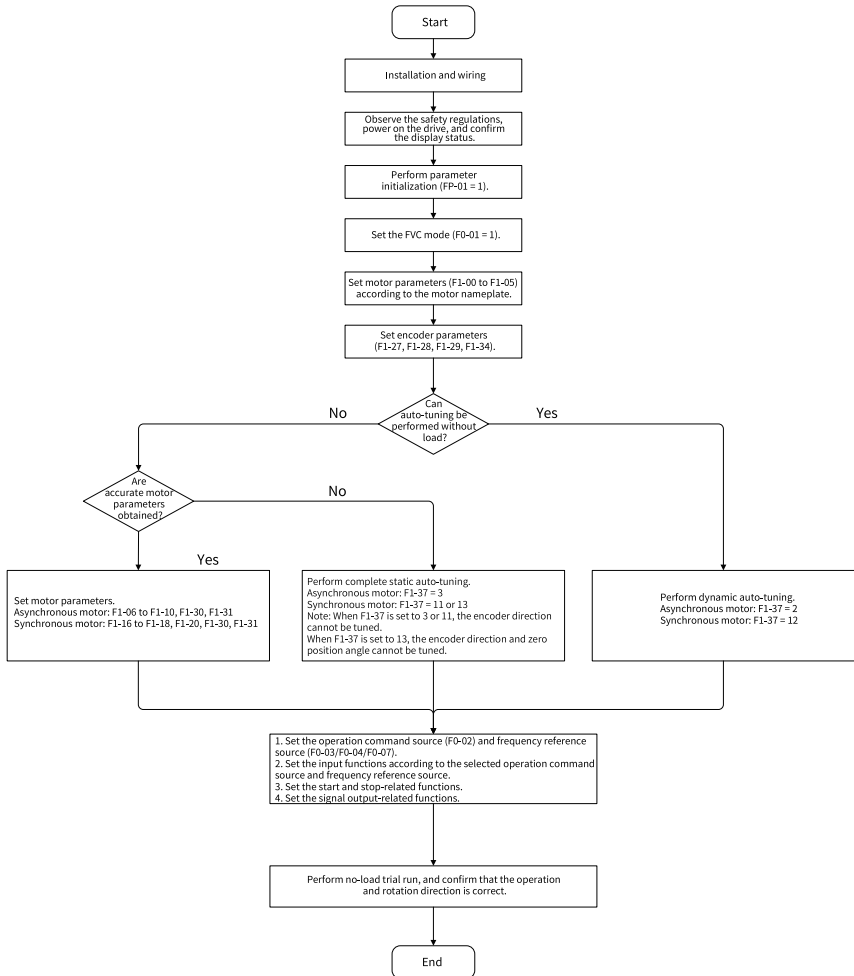 Start
Installation and wiring
Observe the safety regulations,
power on the drive, and confirm
the display status.
Perform parameter
initialization (FP-01 = 1).
Set the FVC mode (F0-01 = 1).
Set motor parameters (F1-00 to F1-05)
according to the motor nameplate.
Set encoder parameters
(F1-27, F1-28, F1-29, F1-34).
Can
auto-tuning be
performed without
load?
No
Yes
Are
accurate motor
parameters
obtained?
No
Yes
Set motor parameters.
Asynchronous motor: F1-06 to F1-10, F1-30, F1-31
Synchronous motor: F1-16 to F1-18, F1-20, F1-30, F1-31
Perform complete static auto-tuning.
Asynchronous motor: F1-37 = 3
Synchronous motor: F1-37 = 11 or 13
Note: When F1-37 is set to 3 or 11, the encoder direction
cannot be tuned.
When F1-37 is set to 13, the encoder direction and zero
position angle cannot be tuned.
Perform dynamic auto-tuning.
Asynchronous motor: F1-37 = 2
Synchronous motor: F1-37 = 12
1. Set the operation command source (F0-02) and frequency reference
source (F0-03/F0-04/F0-07).
2. Set the input functions according to the selected operation command
source and frequency reference source.
3. Set the start and stop-related functions.
4. Set the signal output-related functions.
Perform no-load trial run, and confirm that the operation
and rotation direction is correct.
End